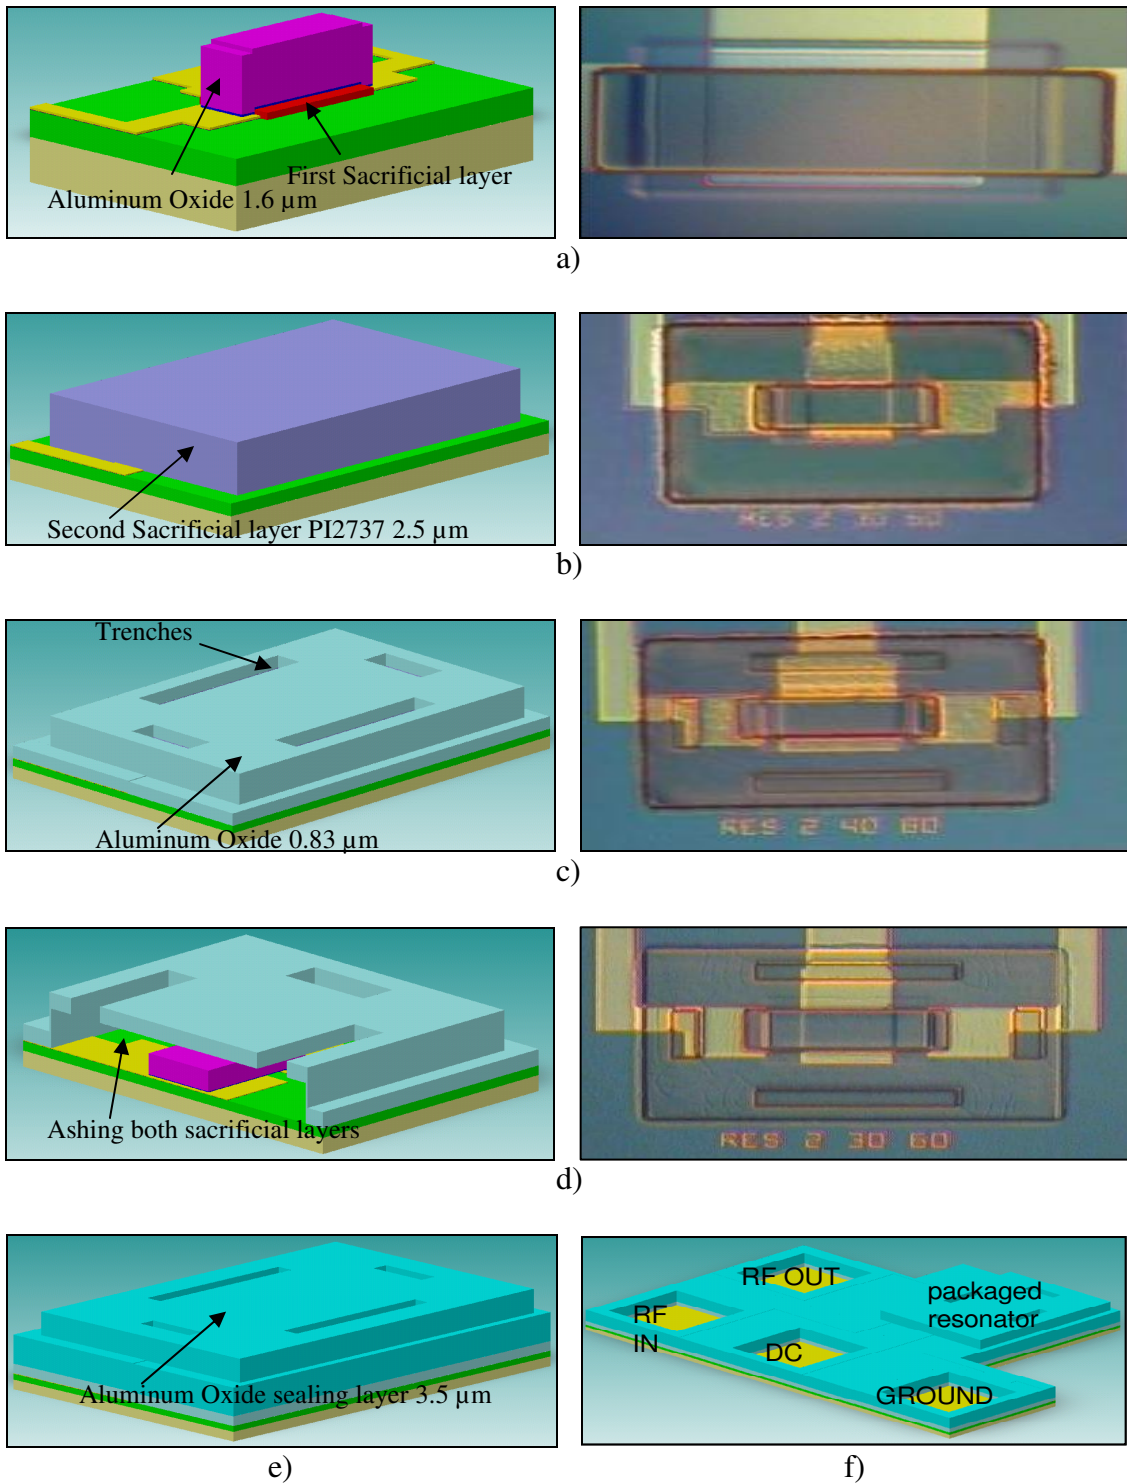 First Sacrificial layer
Aluminum Oxide 1.6 µm
a)
Second Sacrificial layer PI2737 2.5 µm
RES 2 30 60
b)
Trenches
Aluminum Oxide 0.83 µm
RES 2 40 60
c)
Ashing both sacrificial layers
RES 2 30 60
d)
Aluminum Oxide sealing layer 3.5 µm
e)
RF OUT
packaged
resonator
RF
IN
DC
GROUND
f)